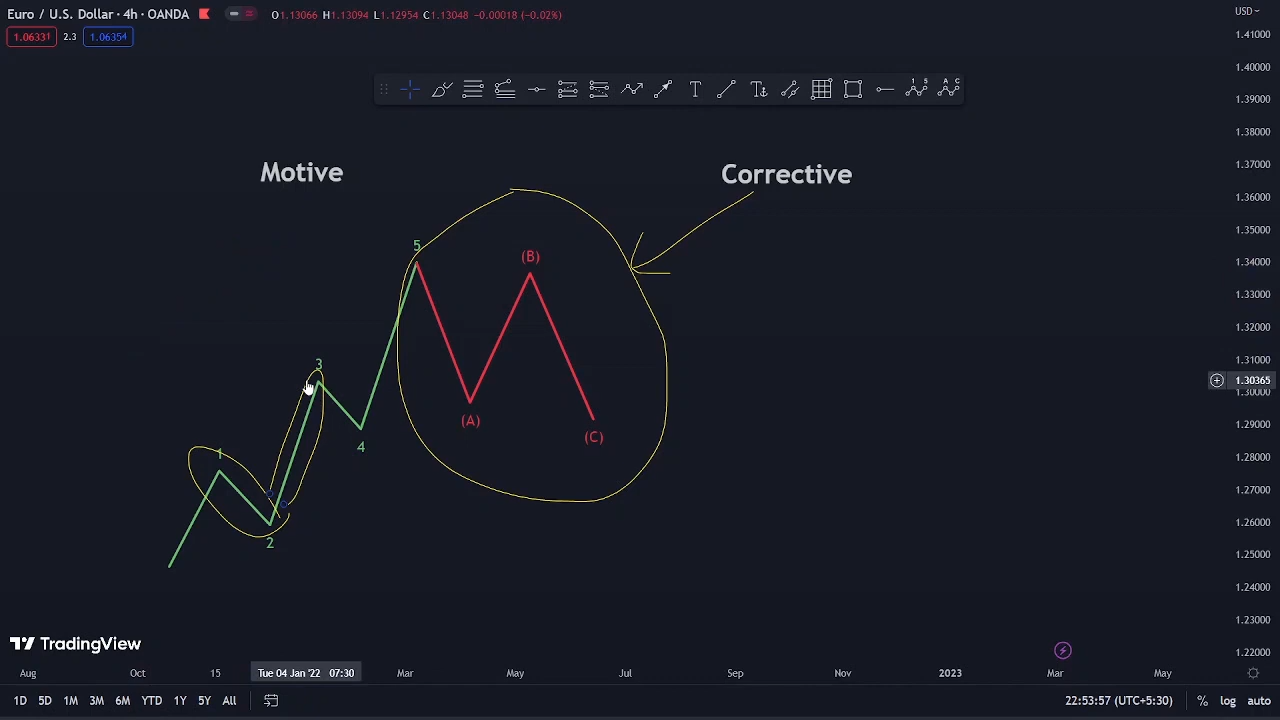 Euro / U.S. Dollar · 4h · OANDA O1.13066 H1.13094 L1.12954 C1.13048 -0.00018 (-0.02%) USD
1.06331 2.3 1.06354
1.41000
1.40000
1.39000
1.38000
1.37000
1.36000
1.35000
1.34000
1.33000
1.32000
1.31000
1.30365
1.30000
1.29000
1.28000
1.27000
1.26000
1.25000
1.24000
1.23000
1.22000
1 5
A C
Motive
Corrective
5
(B)
3
(A)
(C)
4
1
2
TradingView
Aug Oct 15 Tue 04 Jan '22 07:30 Mar May Jul Sep Nov 2023 Mar May
1D 5D 1M 3M 6M YTD 1Y 5Y All 22:53:57 (UTC+5:30) % log auto